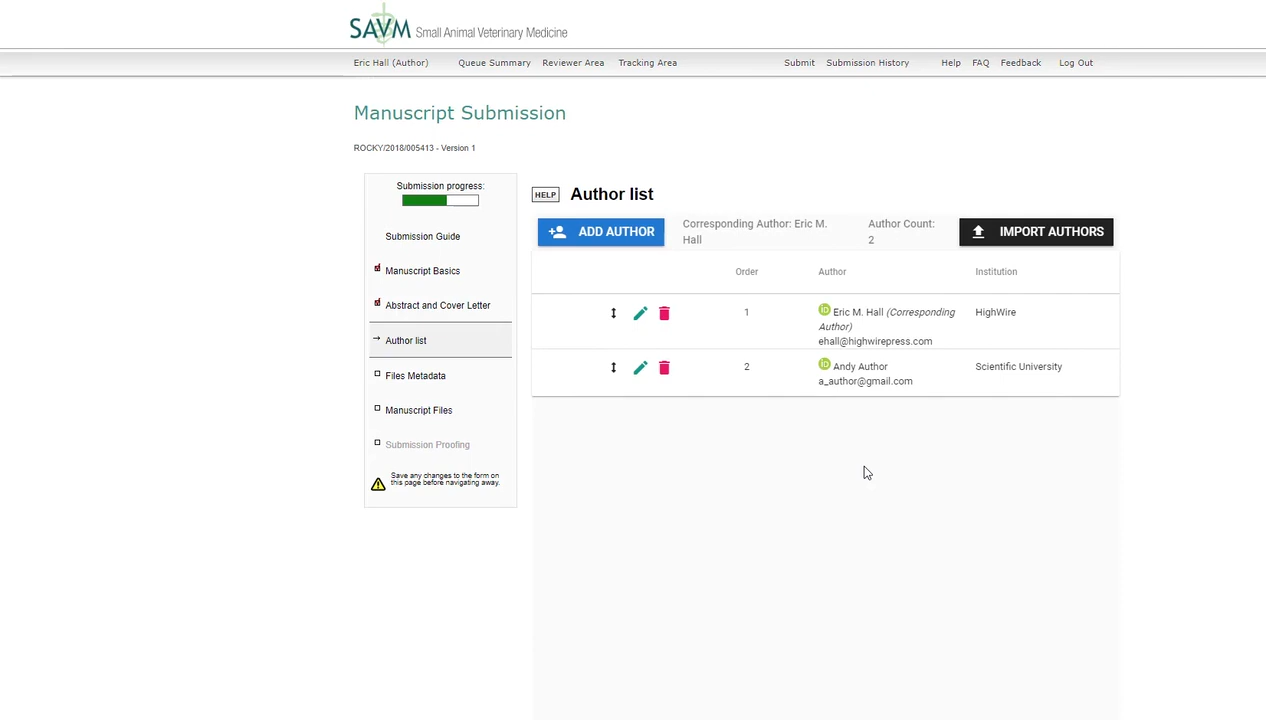 SAVM Small Animal Veterinary Medicine
Eric Hall (Author) Queue Summary Reviewer Area Tracking Area Submit Submission History Help FAQ Feedback Log Out
Manuscript Submission
ROCKY/2018/005413 - Version 1
Submission progress:
Submission Guide
Manuscript Basics
Abstract and Cover Letter
Author list
Files Metadata
Manuscript Files
Submission Proofing
Save any changes to the form on
this page before navigating away.
HELP Author list
ADD AUTHOR
Corresponding Author: Eric M.
Hall
Author Count:
2
IMPORT AUTHORS
Order Author Institution
1 iD Eric M. Hall (Corresponding HighWire
Author)
ehall@highwirepress.com
2 iD Andy Author Scientific University
a_author@gmail.com